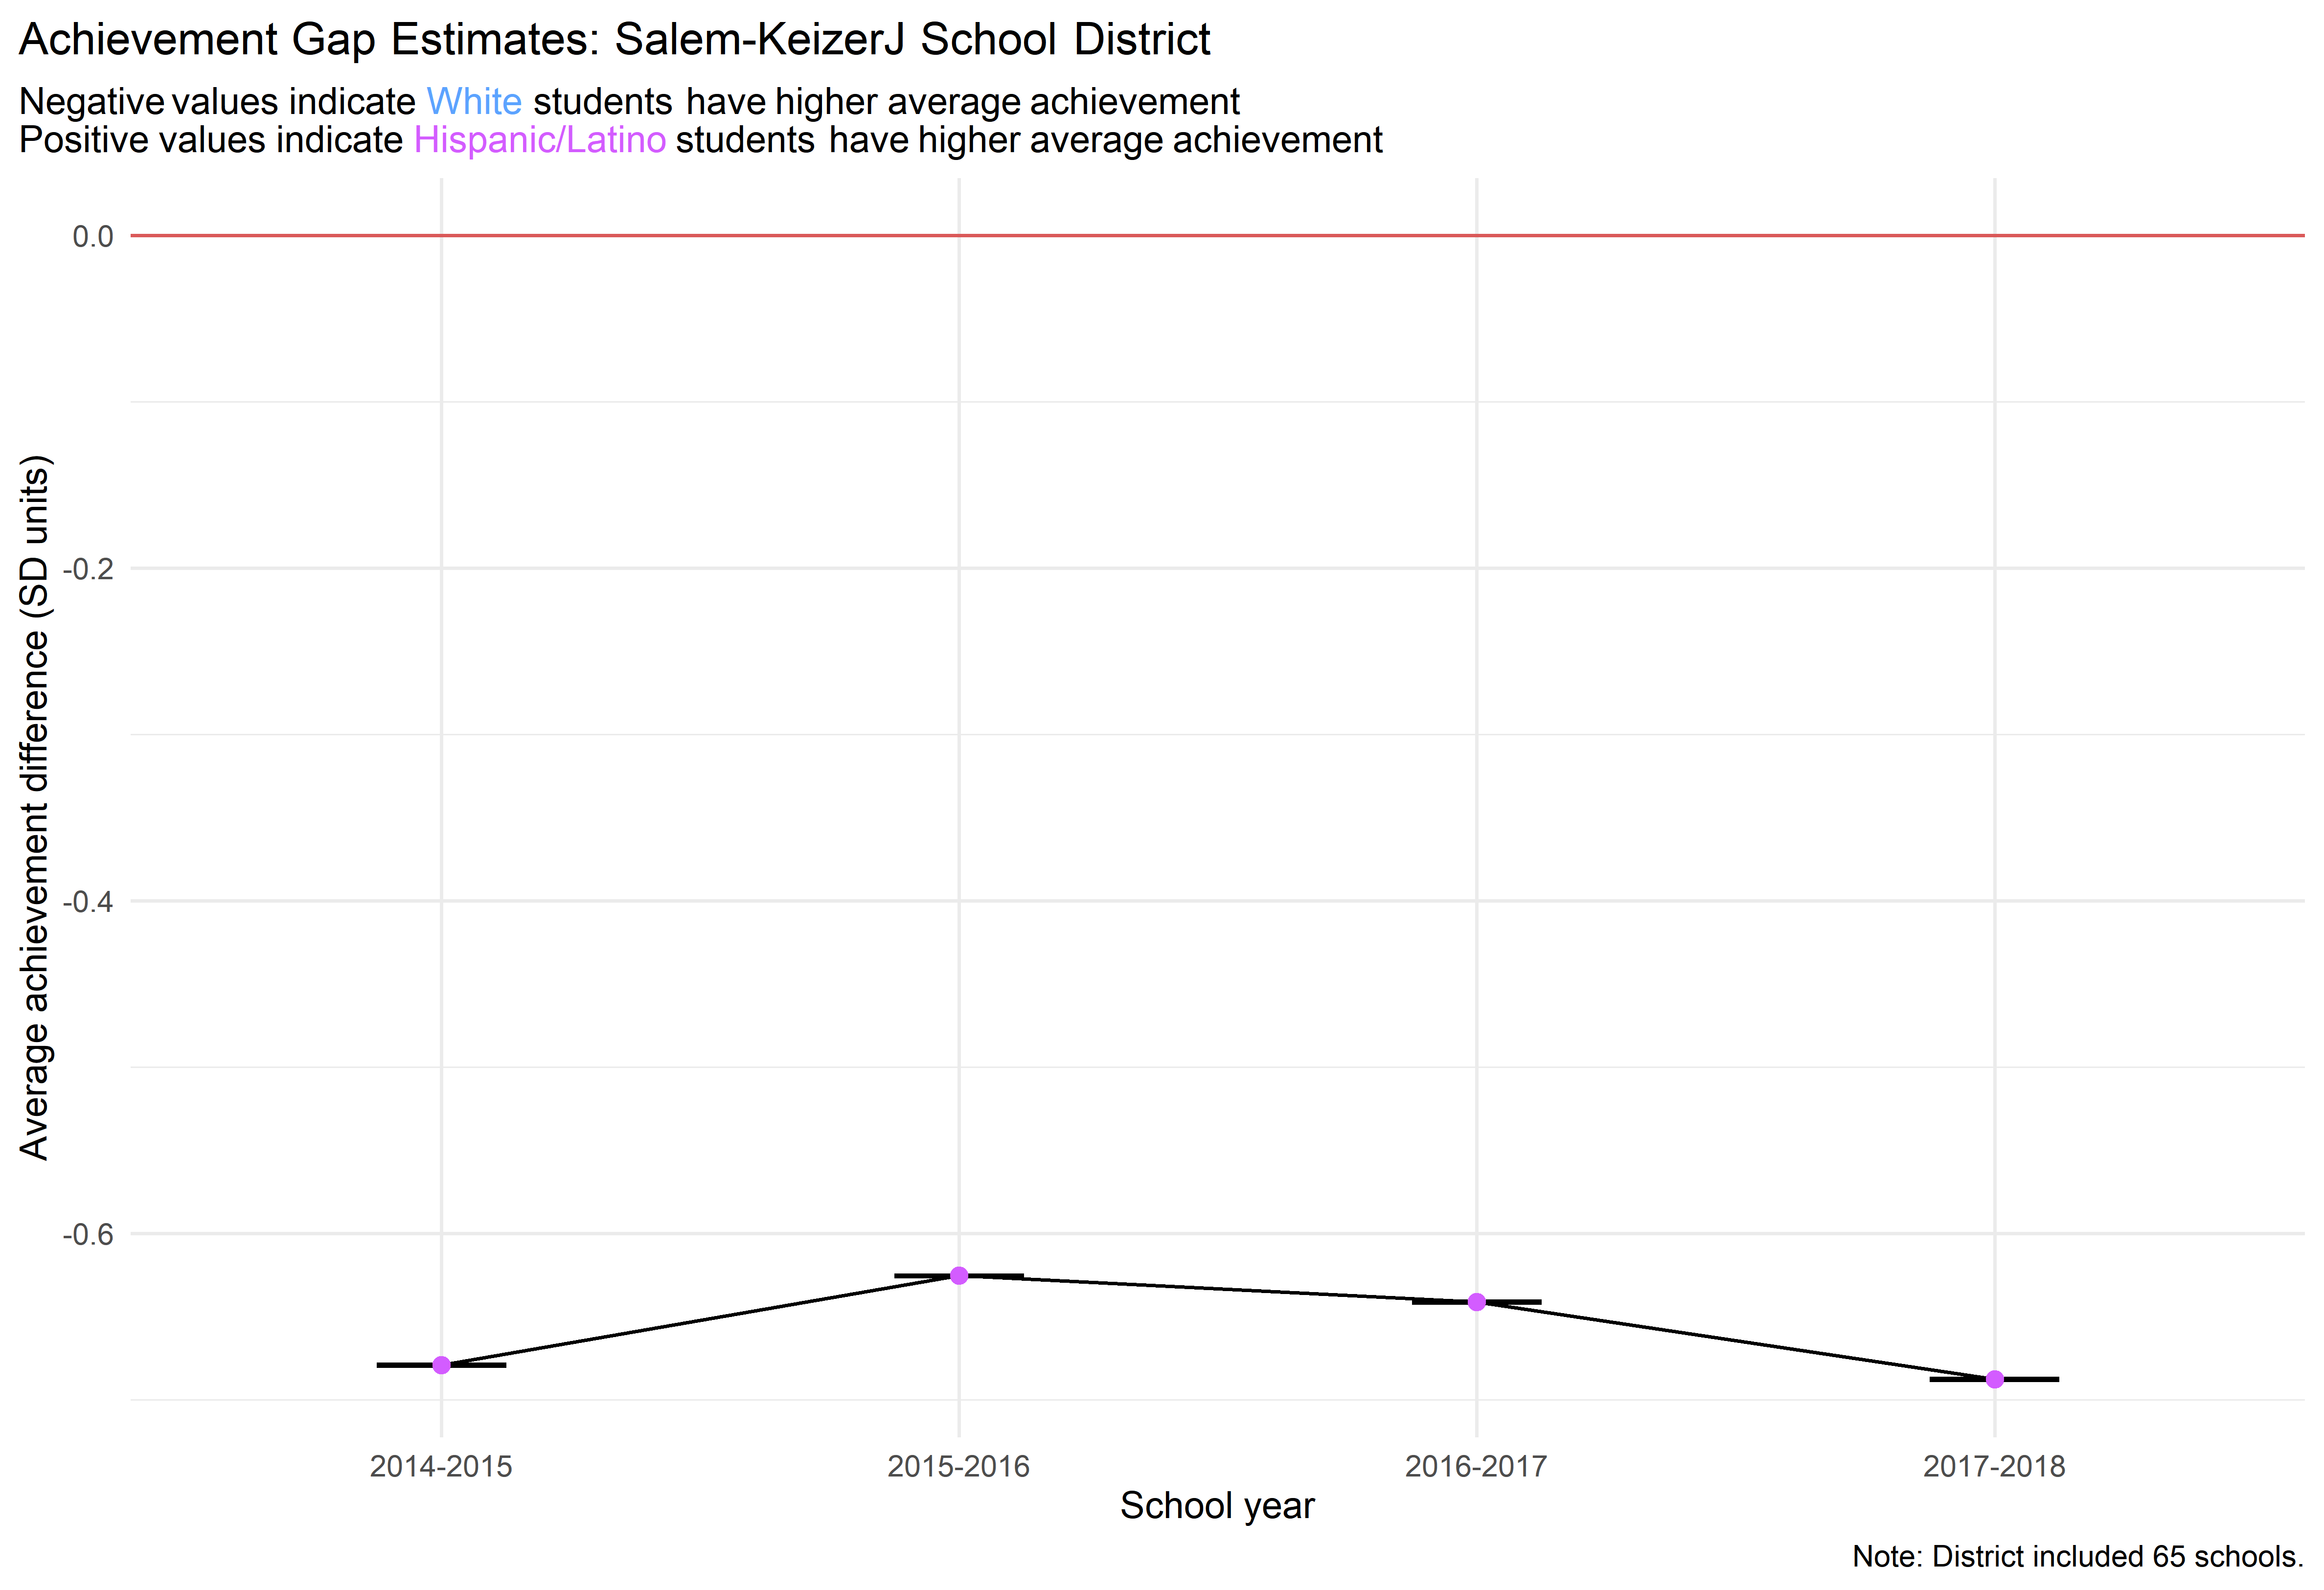 Achievement Gap Estimates: Salem-KeizerJ School District
Negative values indicate White students have higher average achievement
Positive values indicate Hispanic/Latino students have higher average achievement
Average achievement difference (SD units)
0.0
-0.2
-0.4
-0.6
2014-2015
2015-2016
2016-2017
2017-2018
School year
Note: District included 65 schools.